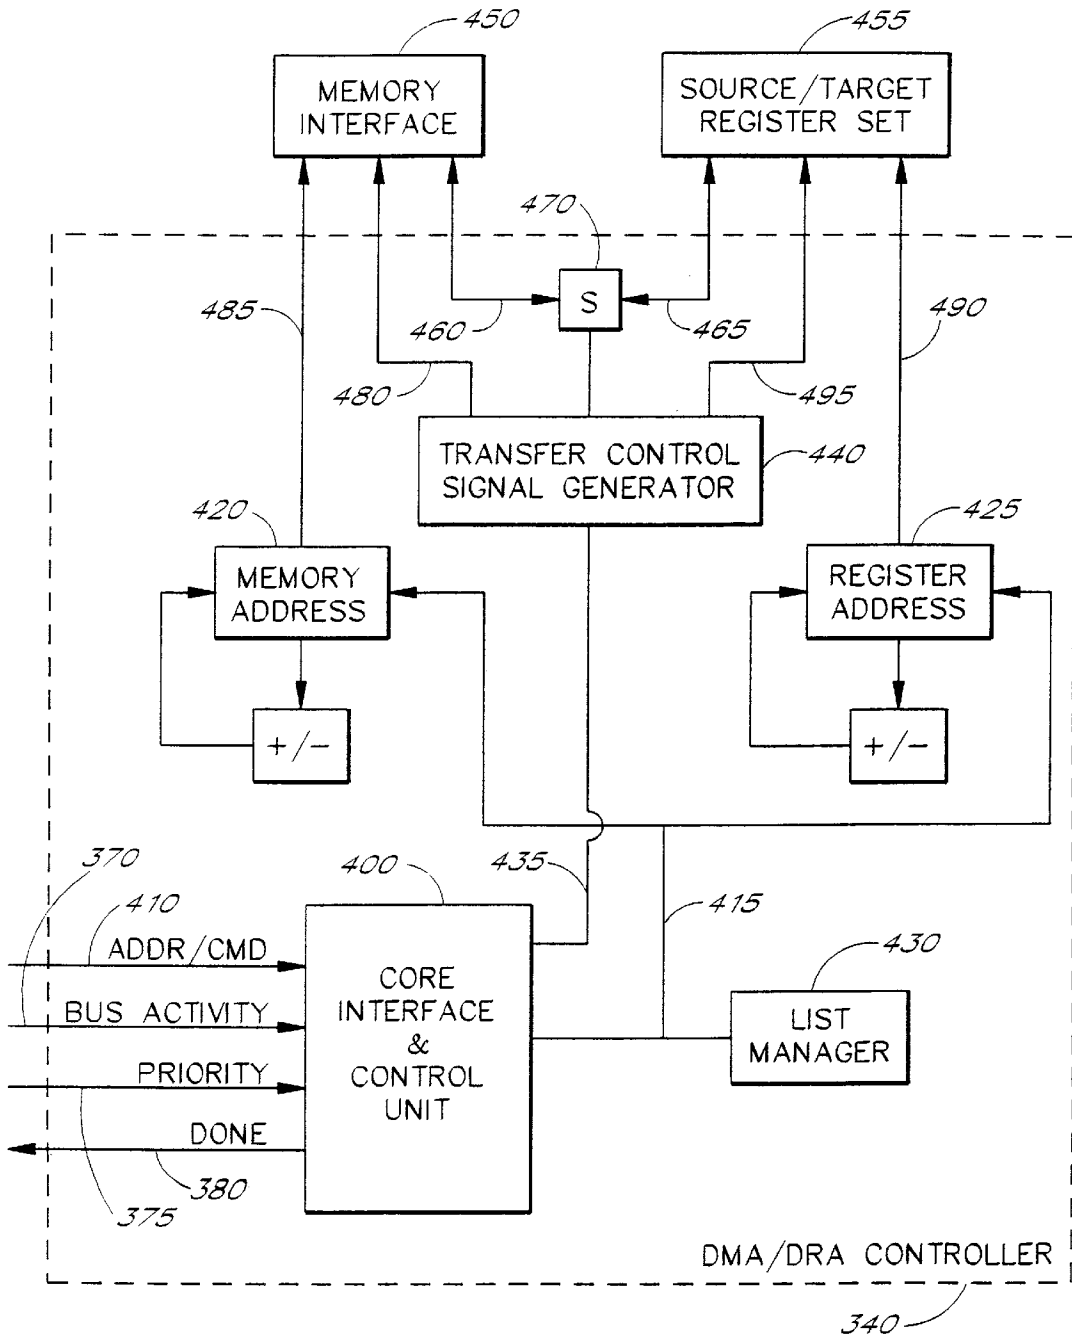 450
455
MEMORY
INTERFACE
SOURCE/TARGET
REGISTER SET
470
S
485
460
465
490
480
495
TRANSFER CONTROL
SIGNAL GENERATOR
440
420
425
MEMORY
ADDRESS
REGISTER
ADDRESS
+/-
+/-
370
400
435
410
415
430
ADDR/CMD
BUS ACTIVITY
PRIORITY
DONE
CORE
INTERFACE
&
CONTROL
UNIT
LIST
MANAGER
380
375
DMA/DRA CONTROLLER
340